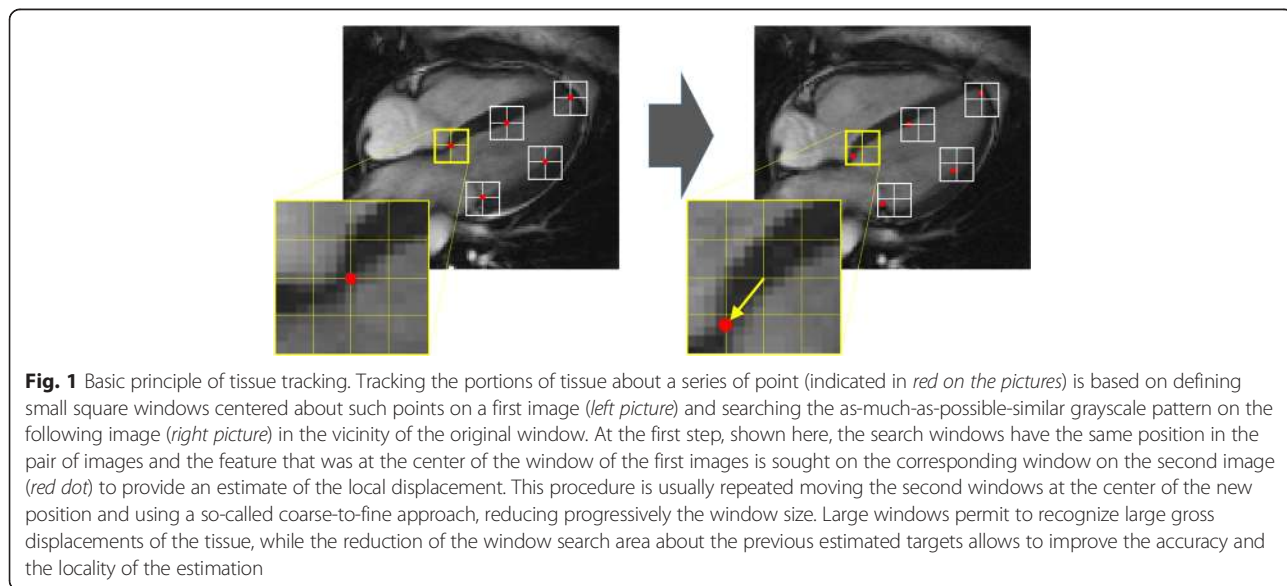 Fig. 1 Basic principle of tissue tracking. Tracking the portions of tissue about a series of point (indicated in red on the pictures) is based on defining
small square windows centered about such points on a first image (left picture) and searching the as-much-as-possible-similar grayscale pattern on the
following image (right picture) in the vicinity of the original window. At the first step, shown here, the search windows have the same position in the
pair of images and the feature that was at the center of the window of the first images is sought on the corresponding window on the second image
(red dot) to provide an estimate of the local displacement. This procedure is usually repeated moving the second windows at the center of the new
position and using a so-called coarse-to-fine approach, reducing progressively the window size. Large windows permit to recognize large gross
displacements of the tissue, while the reduction of the window search area about the previous estimated targets allows to improve the accuracy and
the locality of the estimation